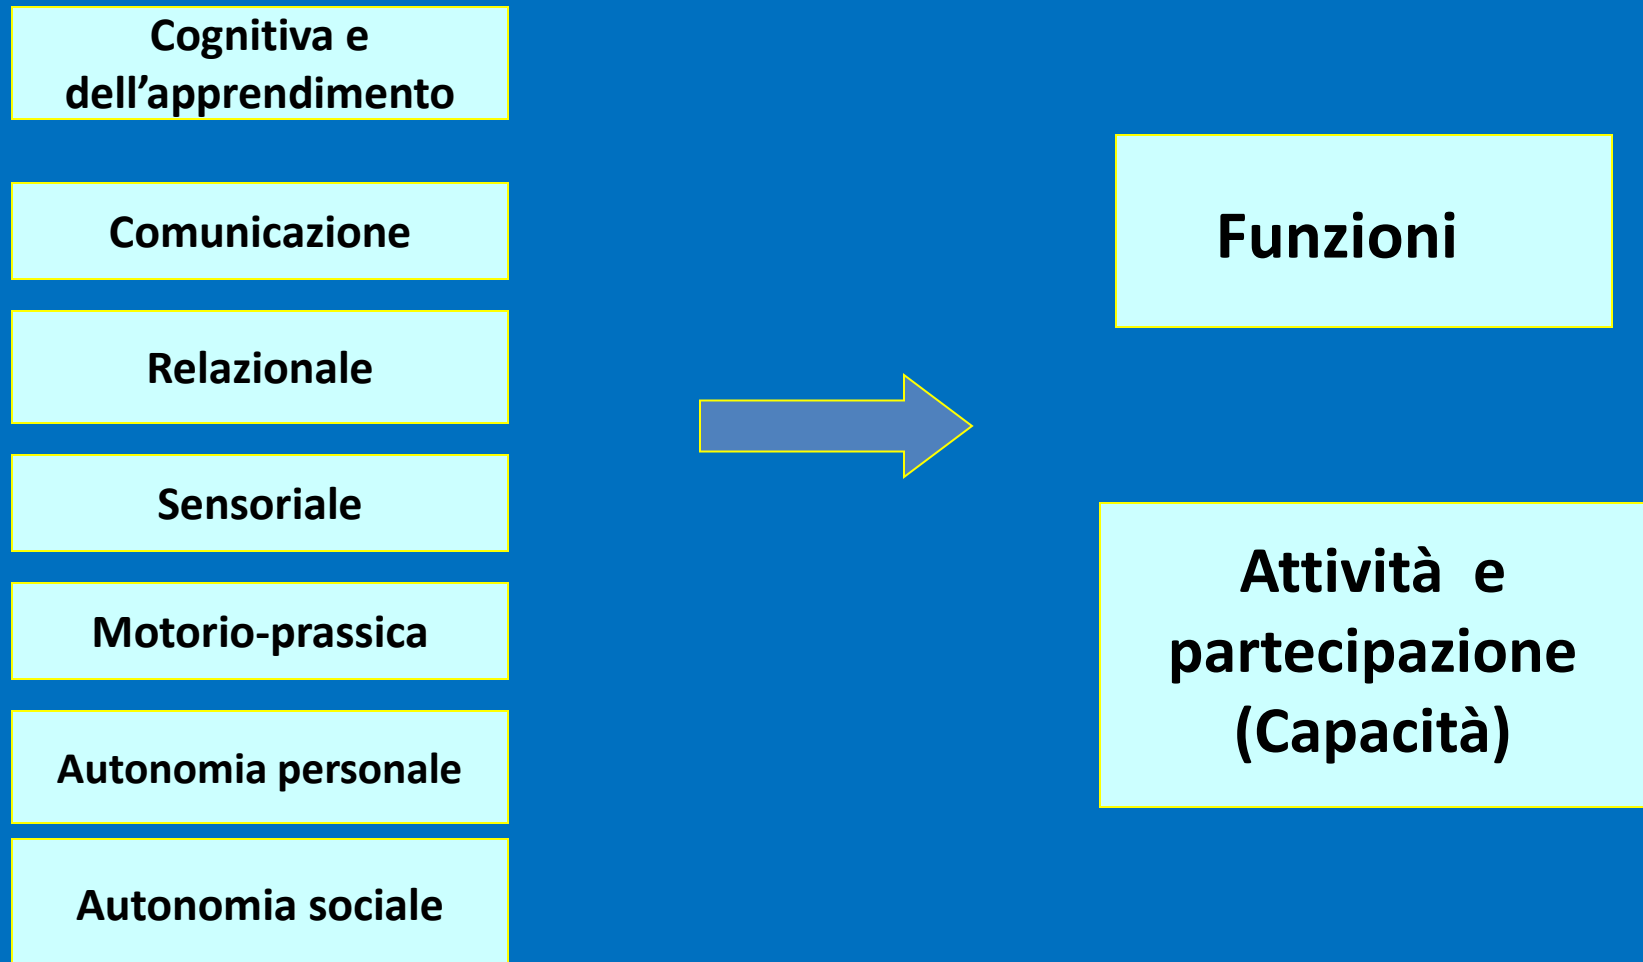 Cognitiva e
dell’apprendimento
Comunicazione
Relazionale
Sensoriale
Motorio-prassica
Autonomia personale
Autonomia sociale
Funzioni
Attività e
partecipazione
(Capacità)